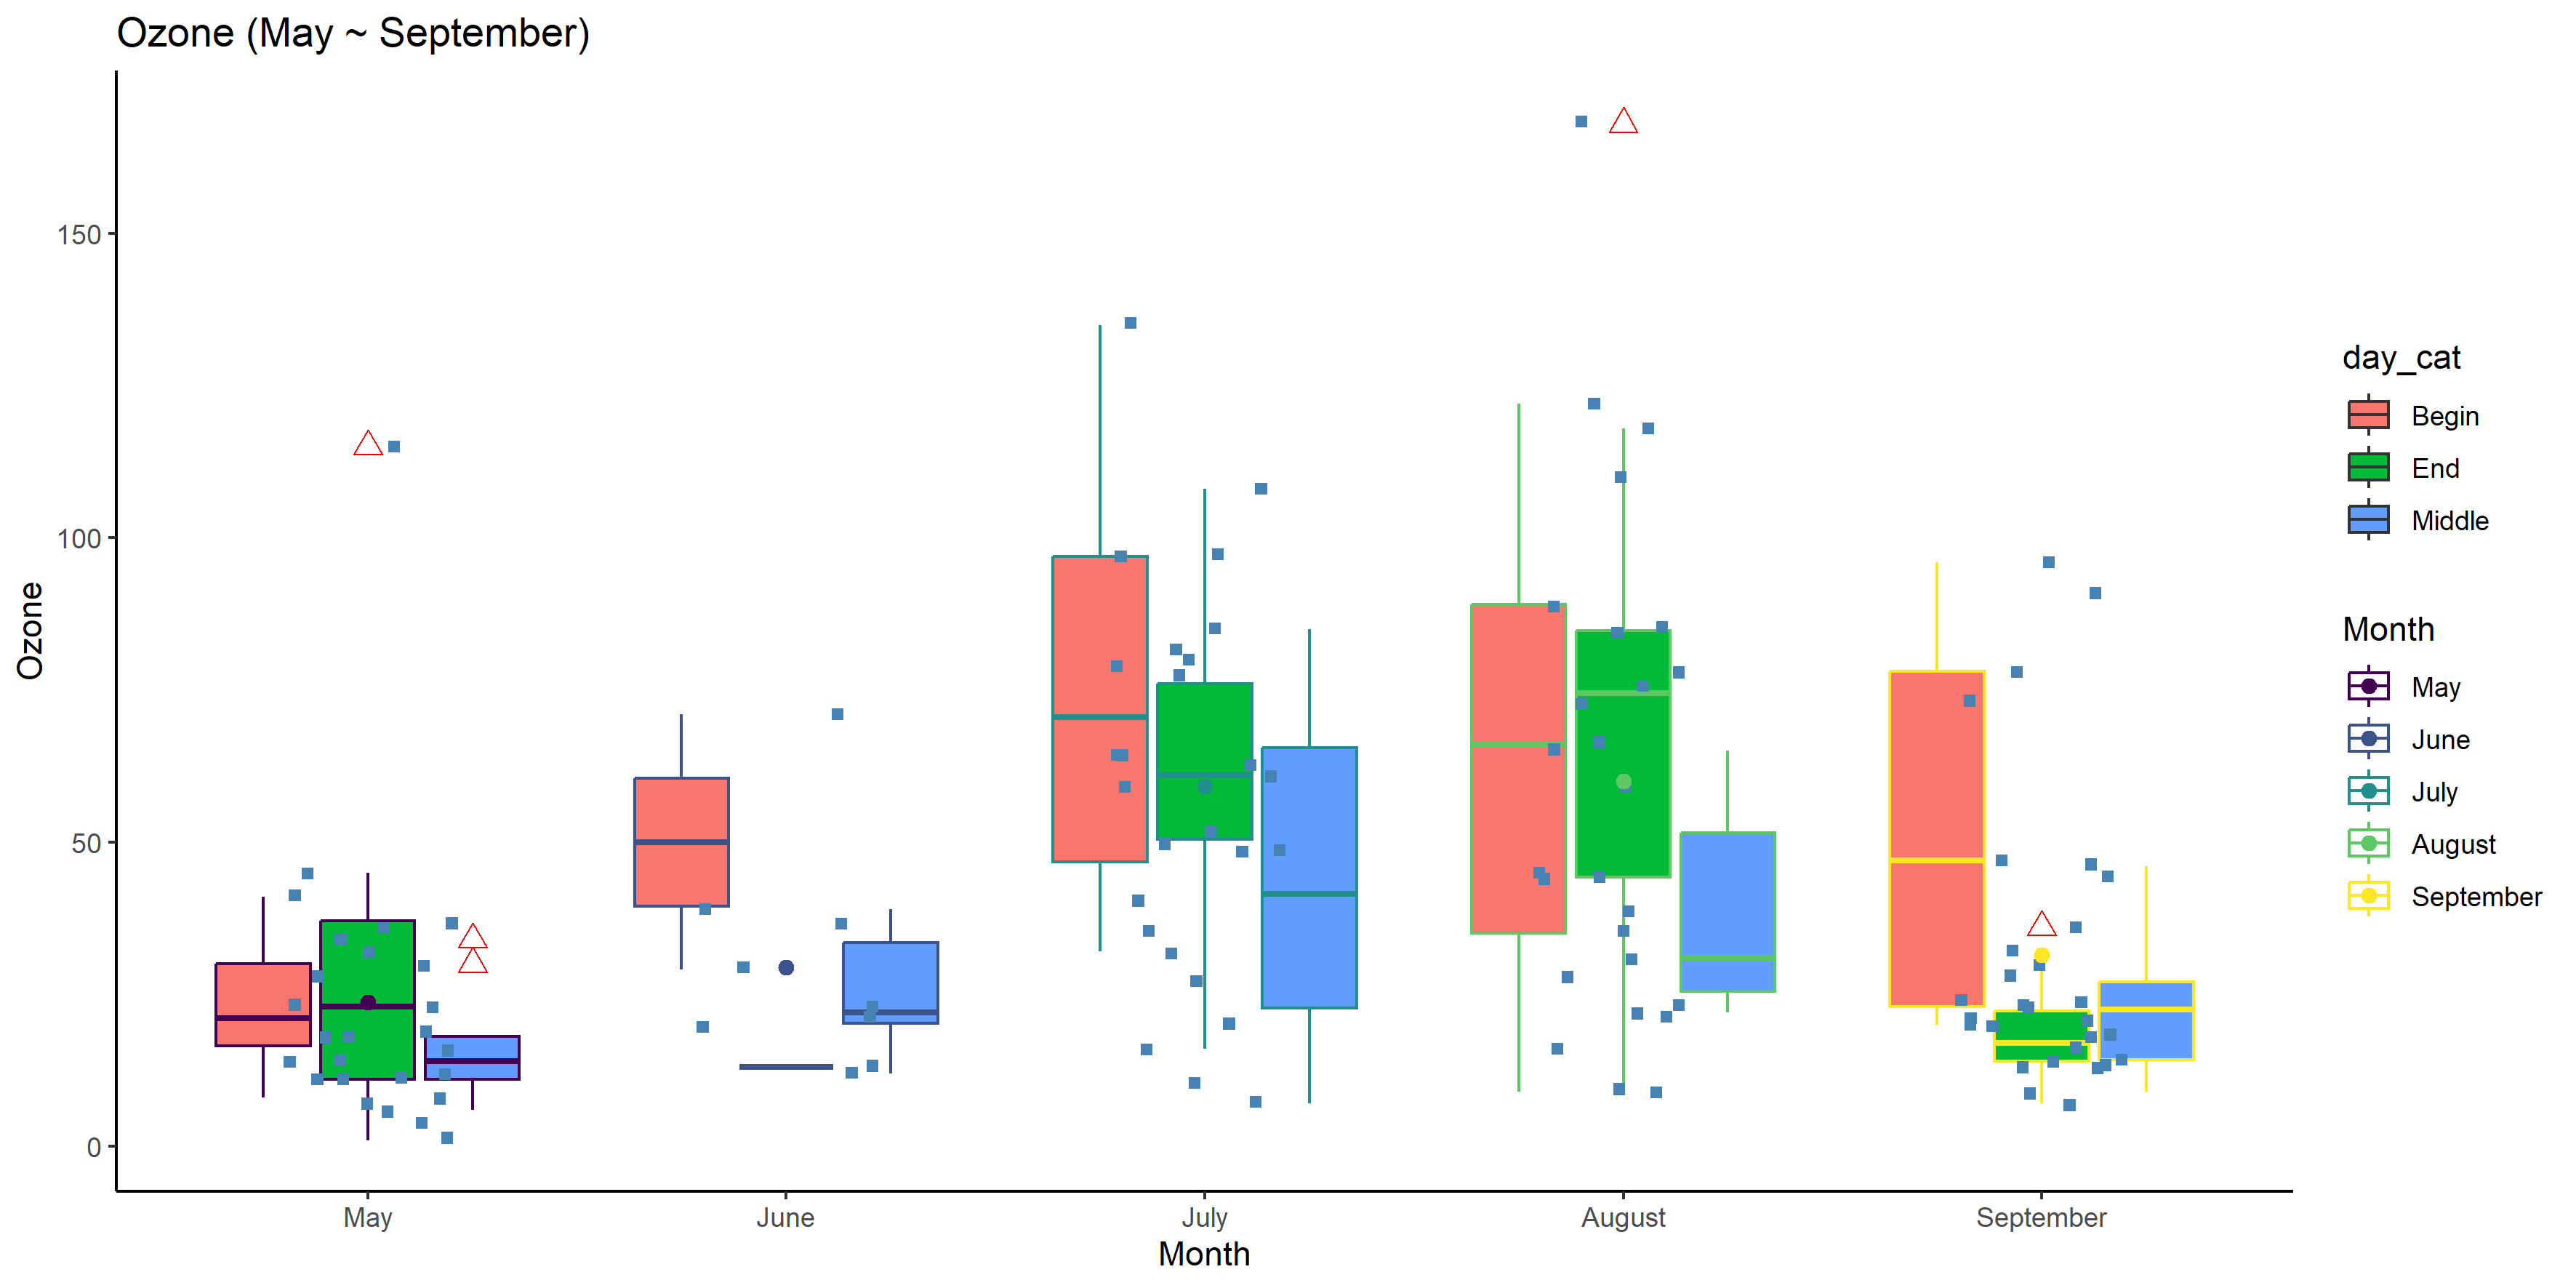 Ozone (May ~ September)
150
100
50
0
Ozone
May
June
July
August
September
Month
day_cat
Begin
End
Middle
Month
May
June
July
August
September